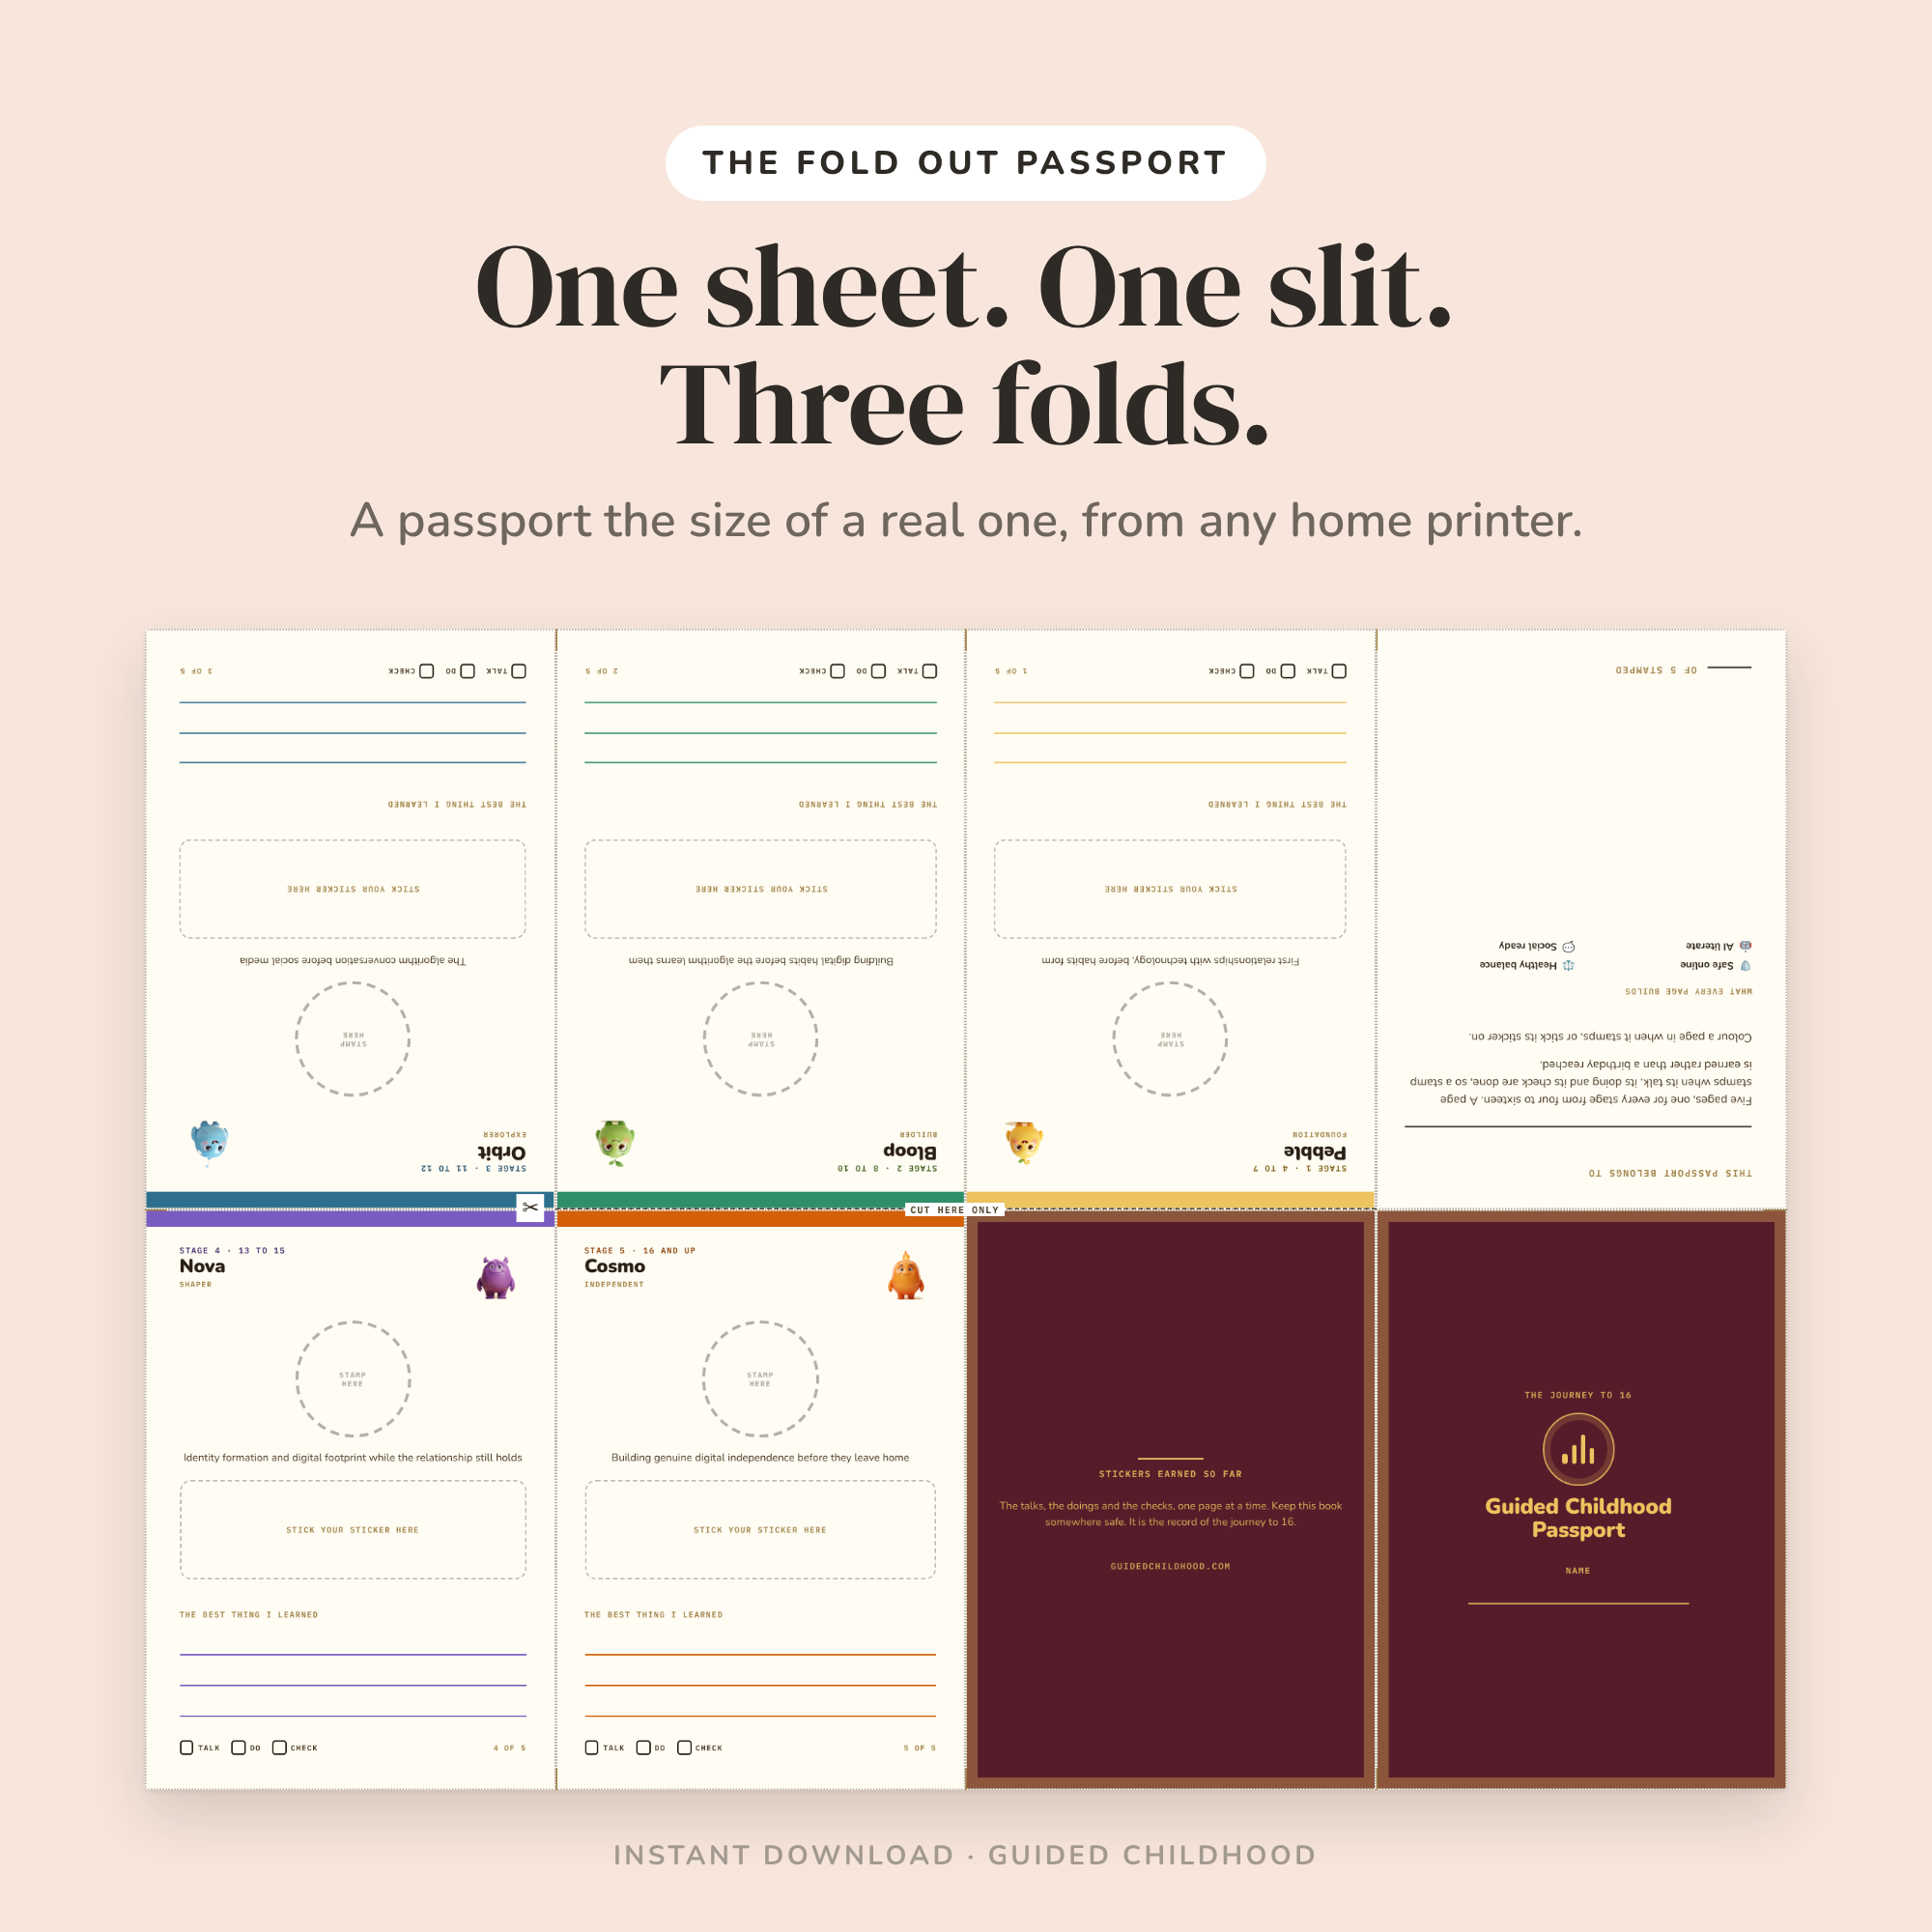 THE FOLD OUT PASSPORT
One sheet. One slit.
Three folds.
A passport the size of a real one, from any home printer.
STAGE 3 · 11 TO 12
Orbit
EXPLORER
STAMP
HERE
The algorithm conversation before social media
STICK YOUR STICKER HERE
THE BEST THING I LEARNED
TALK DO CHECK 3 OF 5
STAGE 2 · 8 TO 10
Bloop
BUILDER
STAMP
HERE
Building digital habits before the algorithm learns them
STICK YOUR STICKER HERE
THE BEST THING I LEARNED
TALK DO CHECK 2 OF 5
STAGE 1 · 4 TO 7
Pebble
FOUNDATION
STAMP
HERE
First relationships with technology, before habits form
STICK YOUR STICKER HERE
THE BEST THING I LEARNED
TALK DO CHECK 1 OF 5
THIS PASSPORT BELONGS TO
Five pages, one for every stage from four to sixteen. A page
stamps when its talk, its doing and its check are done, so a stamp
is earned rather than a birthday reached.
Colour a page in when it stamps, or stick its sticker on.
WHAT EVERY PAGE BUILDS
Safe online Healthy balance
AI literate Social ready
OF 5 STAMPED
CUT HERE ONLY
STAGE 4 · 13 TO 15
Nova
SHAPER
STAMP
HERE
Identity formation and digital footprint while the relationship still holds
STICK YOUR STICKER HERE
THE BEST THING I LEARNED
TALK DO CHECK 4 OF 5
STAGE 5 · 16 AND UP
Cosmo
INDEPENDENT
STAMP
HERE
Building genuine digital independence before they leave home
STICK YOUR STICKER HERE
THE BEST THING I LEARNED
TALK DO CHECK 5 OF 5
STICKERS EARNED SO FAR
The talks, the doings and the checks, one page at a time. Keep this book
somewhere safe. It is the record of the journey to 16.
GUIDEDCHILDHOOD.COM
THE JOURNEY TO 16
Guided Childhood
Passport
NAME
INSTANT DOWNLOAD · GUIDED CHILDHOOD